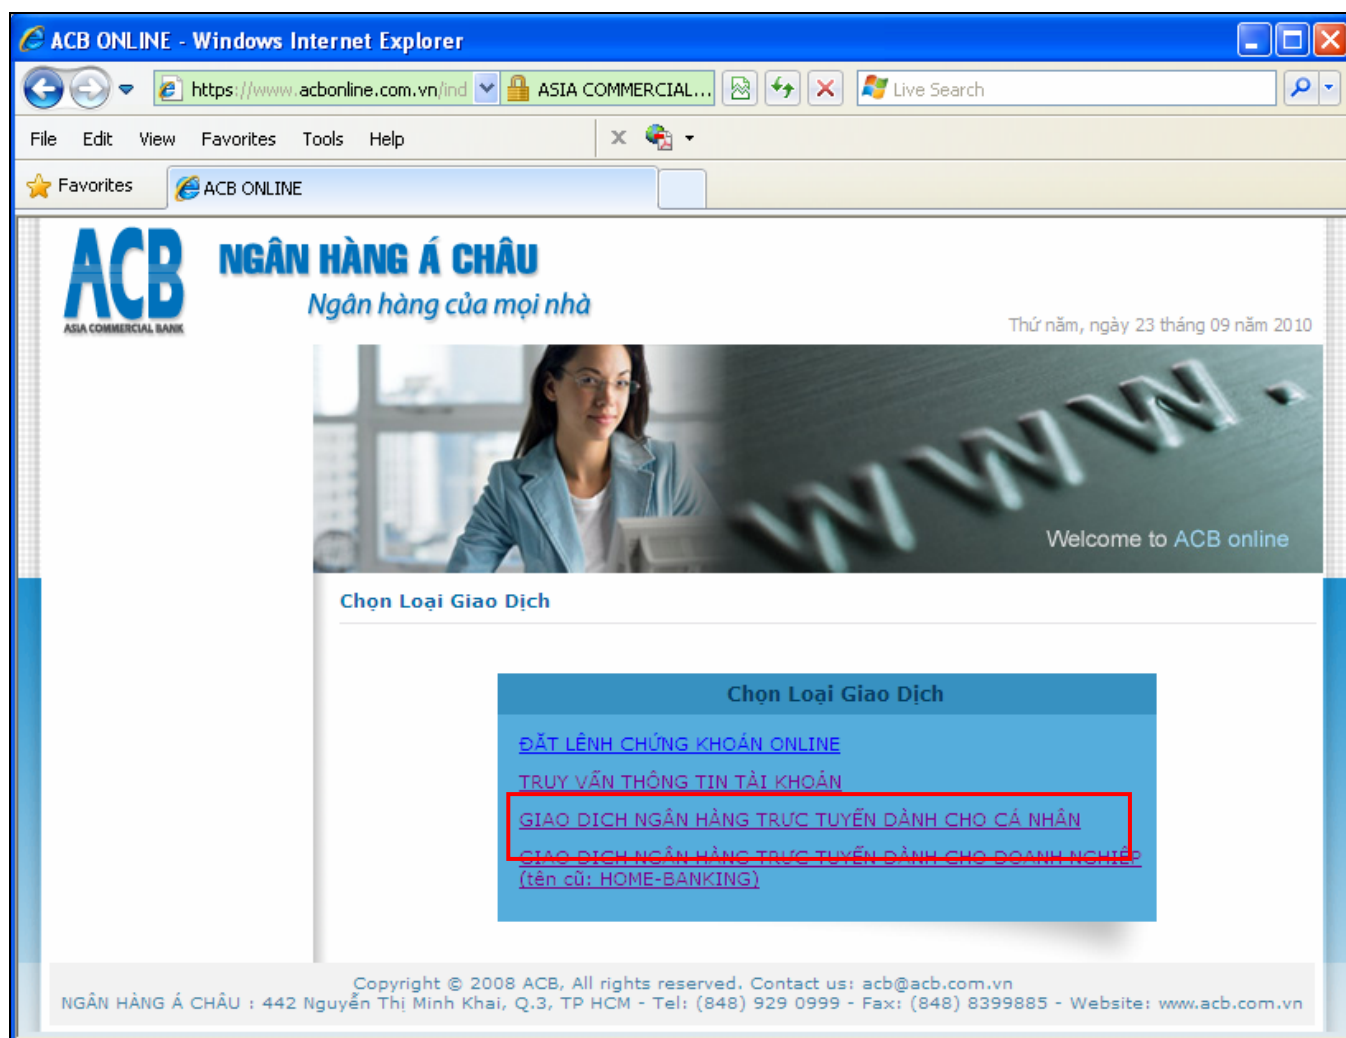 ACB ONLINE - Windows Internet Explorer
https://www.acbonline.com.vn/ind
ASIA COMMERCIAL...
Live Search
File Edit View Favorites Tools Help
Favorites
ACB ONLINE
ACB
ASIA COMMERCIAL BANK
NGÂN HÀNG Á CHÂU
Ngân hàng của mọi nhà
Thứ năm, ngày 23 tháng 09 năm 2010
www.
Welcome to ACB online
Chọn Loại Giao Dịch
Chọn Loại Giao Dịch
ĐẶT LỆNH CHỨNG KHOÁN ONLINE
TRUY VẤN THÔNG TIN TÀI KHOẢN
GIAO DỊCH NGÂN HÀNG TRỰC TUYẾN DÀNH CHO CÁ NHÂN
GIAO DỊCH NGÂN HÀNG TRỰC TUYẾN DÀNH CHO DOANH NGHIỆP
(tên cũ: HOME-BANKING)
Copyright © 2008 ACB, All rights reserved. Contact us: acb@acb.com.vn
NGÂN HÀNG Á CHÂU : 442 Nguyễn Thị Minh Khai, Q.3, TP HCM - Tel: (848) 929 0999 - Fax: (848) 8399885 - Website: www.acb.com.vn